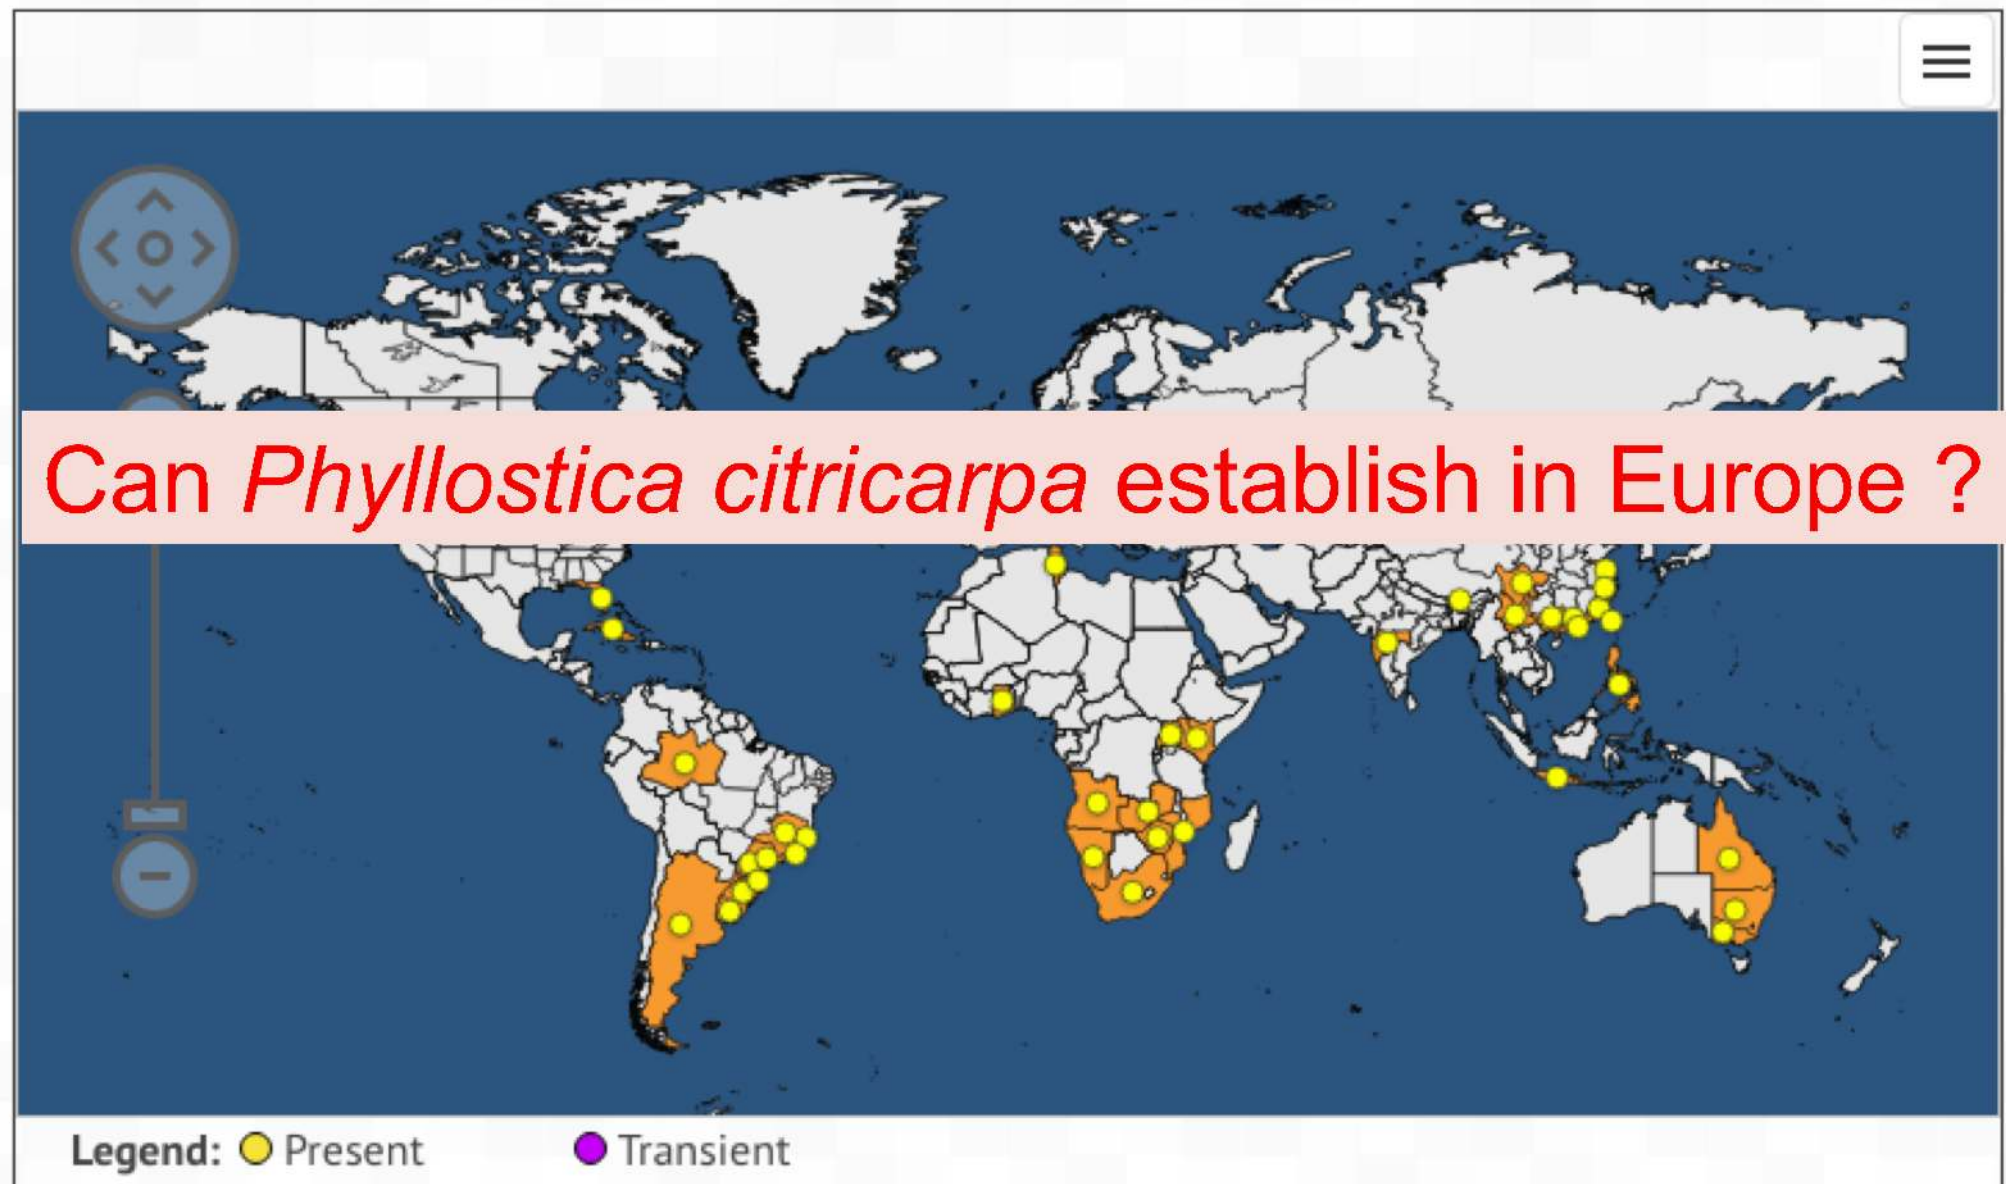 Can Phyllostica citricarpa establish in Europe ?
Legend: Present Transient